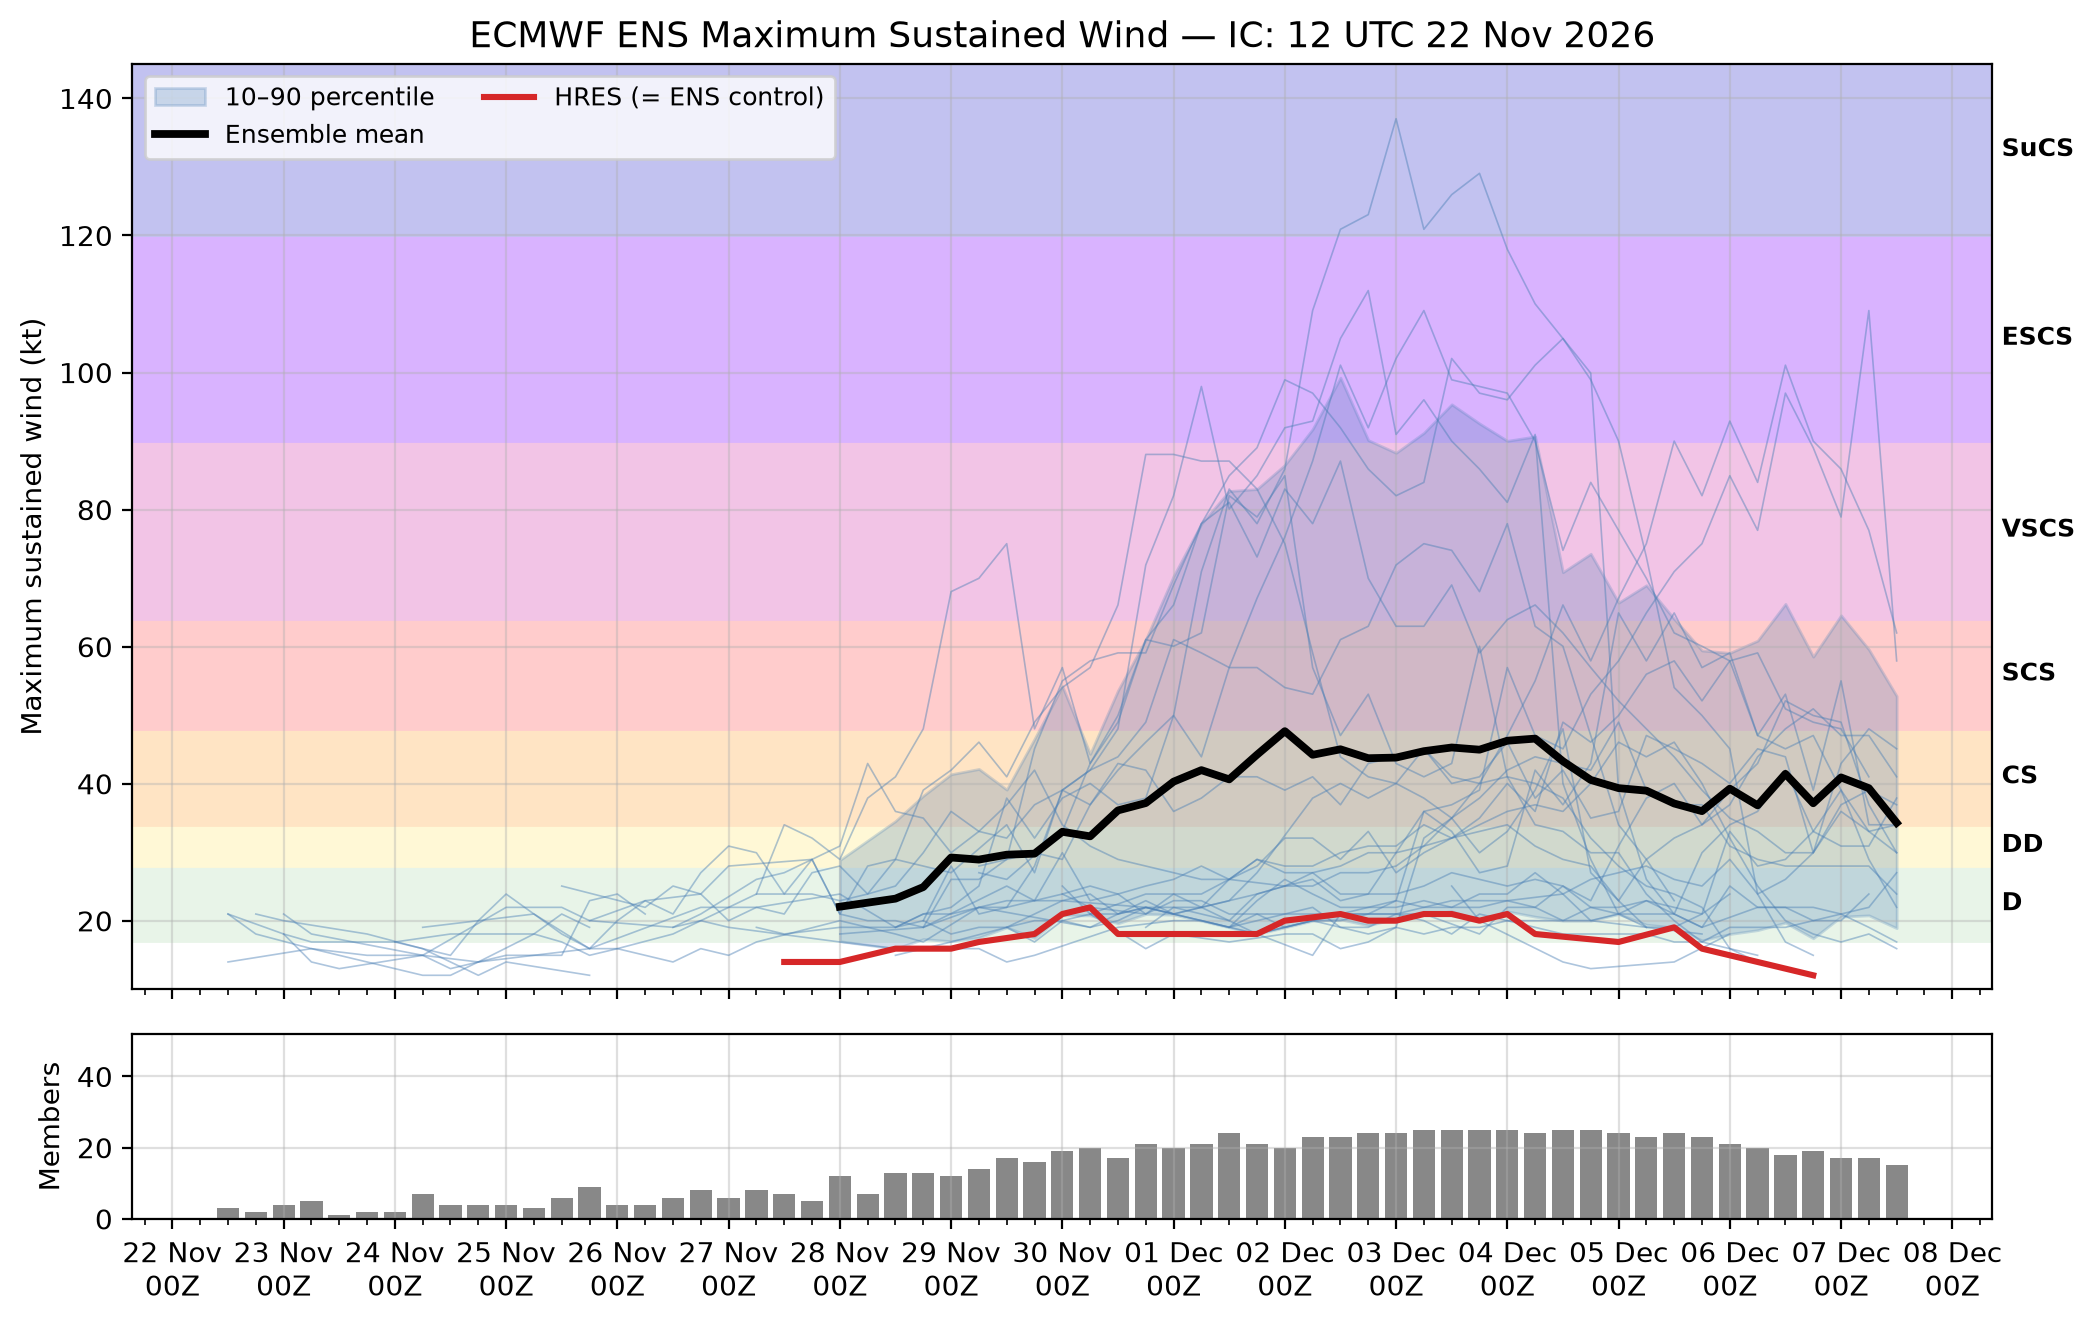 ECMWF ENS Maximum Sustained Wind — IC: 12 UTC 22 Nov 2026
10–90 percentile
Ensemble mean
HRES (= ENS control)
Maximum sustained wind (kt)
140
120
100
80
60
40
20
SuCS
ESCS
VSCS
SCS
CS
DD
D
Members
40
20
0
22 Nov 23 Nov 24 Nov 25 Nov 26 Nov 27 Nov 28 Nov 29 Nov 30 Nov 01 Dec 02 Dec 03 Dec 04 Dec 05 Dec 06 Dec 07 Dec 08 Dec
00Z 00Z 00Z 00Z 00Z 00Z 00Z 00Z 00Z 00Z 00Z 00Z 00Z 00Z 00Z 00Z 00Z